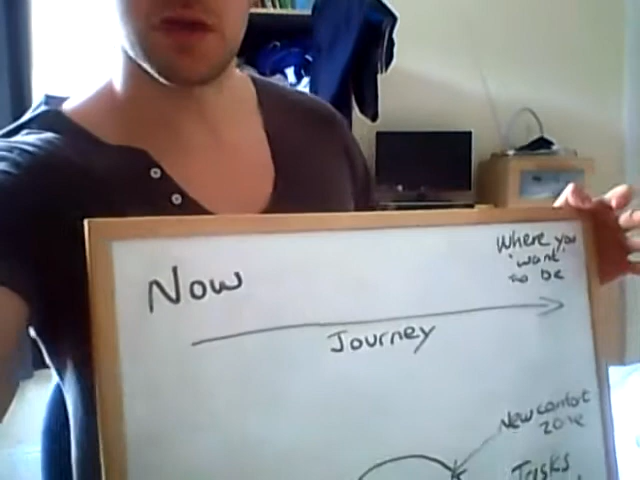 Now
Where you
'want'
to be
Journey
New comfort
zone
Tasks